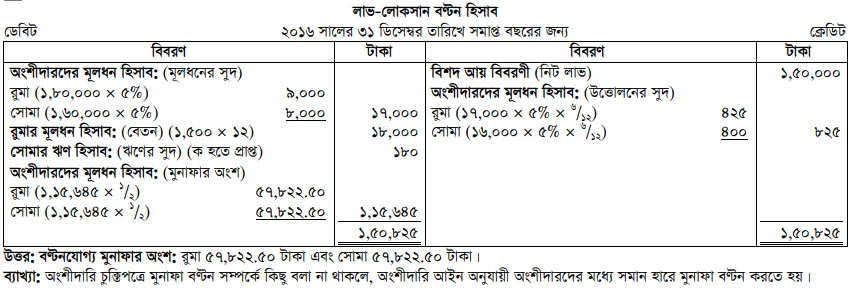 লাভ-লোকসান বণ্টন হিসাব
ডেবিট ২০১৬ সালের ৩১ ডিসেম্বর তারিখে সমাপ্ত বছরের জন্য ক্রেডিট
বিবরণ টাকা বিবরণ টাকা
অংশীদারদের মূলধন হিসাব: (মূলধনের সুদ) বিশদ আয় বিবরণী (নিট লাভ) ১,৫০,০০০
রুমা (১,৮০,০০০ × ৫%) ৯,০০০ অংশীদারদের মূলধন হিসাব: (উত্তোলনের সুদ)
সোমা (১,৬০,০০০ × ৫%) ৮,০০০ ১৭,০০০ রুমা (১৭,০০০ × ৫% × ৬/১২) ৪২৫
রুমার মূলধন হিসাব: (বেতন) (১,৫০০ × ১২) ১৮,০০০ সোমা (১৬,০০০ × ৫% × ৬/১২) ৪০০ ৮২৫
সোমার ঋণ হিসাব: (ঋণের সুদ) (ক হতে প্রাপ্ত) ১৮০
অংশীদারদের মূলধন হিসাব: (মুনাফার অংশ)
রুমা (১,১৫,৬৪৫ × ১/২) ৫৭,৮২২.৫০
সোমা (১,১৫,৬৪৫ × ১/২) ৫৭,৮২২.৫০ ১,১৫,৬৪৫
১,৫০,৮২৫ ১,৫০,৮২৫
উত্তর: বণ্টনযোগ্য মুনাফার অংশ: রুমা ৫৭,৮২২.৫০ টাকা এবং সোমা ৫৭,৮২২.৫০ টাকা।
ব্যাখ্যা: অংশীদারি চুক্তিপত্রে মুনাফা বণ্টন সম্পর্কে কিছু বলা না থাকলে, অংশীদারি আইন অনুযায়ী অংশীদারদের মধ্যে সমান হারে মুনাফা বণ্টন করতে হয়।